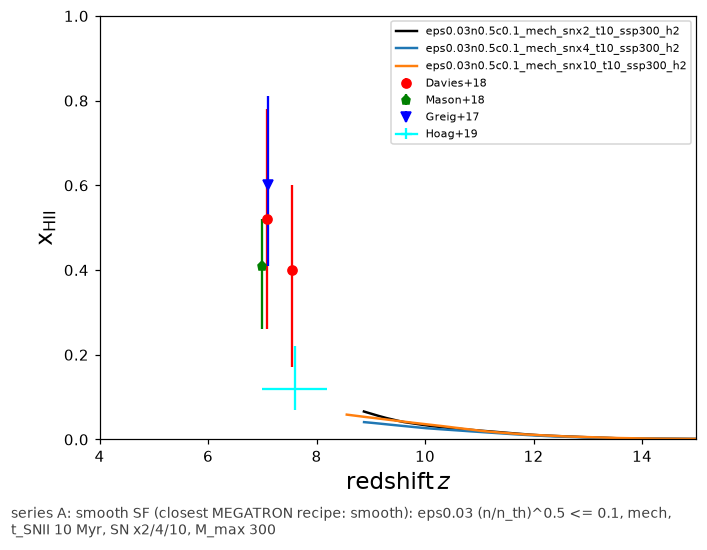 1.0
0.8
0.6
0.4
0.2
0.0
xHII
4
6
8
10
12
14
redshift z
eps0.03n0.5c0.1_mech_snx2_t10_ssp300_h2
eps0.03n0.5c0.1_mech_snx4_t10_ssp300_h2
eps0.03n0.5c0.1_mech_snx10_t10_ssp300_h2
Davies+18
Mason+18
Greig+17
Hoag+19
series A: smooth SF (closest MEGATRON recipe: smooth): eps0.03 (n/n_th)^0.5 <= 0.1, mech,
t_SNII 10 Myr, SN x2/4/10, M_max 300